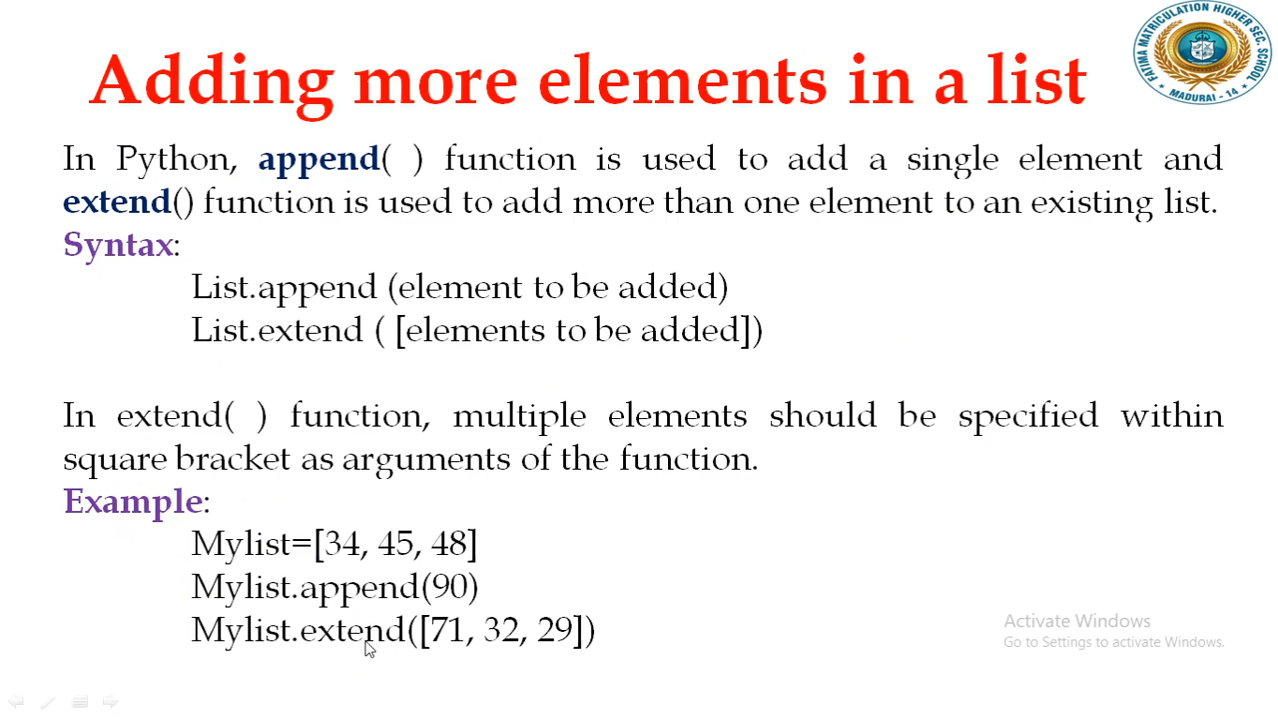 Adding more elements in a list
FATIMA MATRICULATION HIGHER SEC. SCHOOL
* MADURAI - 14 *
In Python, append( ) function is used to add a single element and
extend() function is used to add more than one element to an existing list.
Syntax:
List.append (element to be added)
List.extend ( [elements to be added])
In extend( ) function, multiple elements should be specified within
square bracket as arguments of the function.
Example:
Mylist=[34, 45, 48]
Mylist.append(90)
Mylist.extend([71, 32, 29])
Activate Windows
Go to Settings to activate Windows.